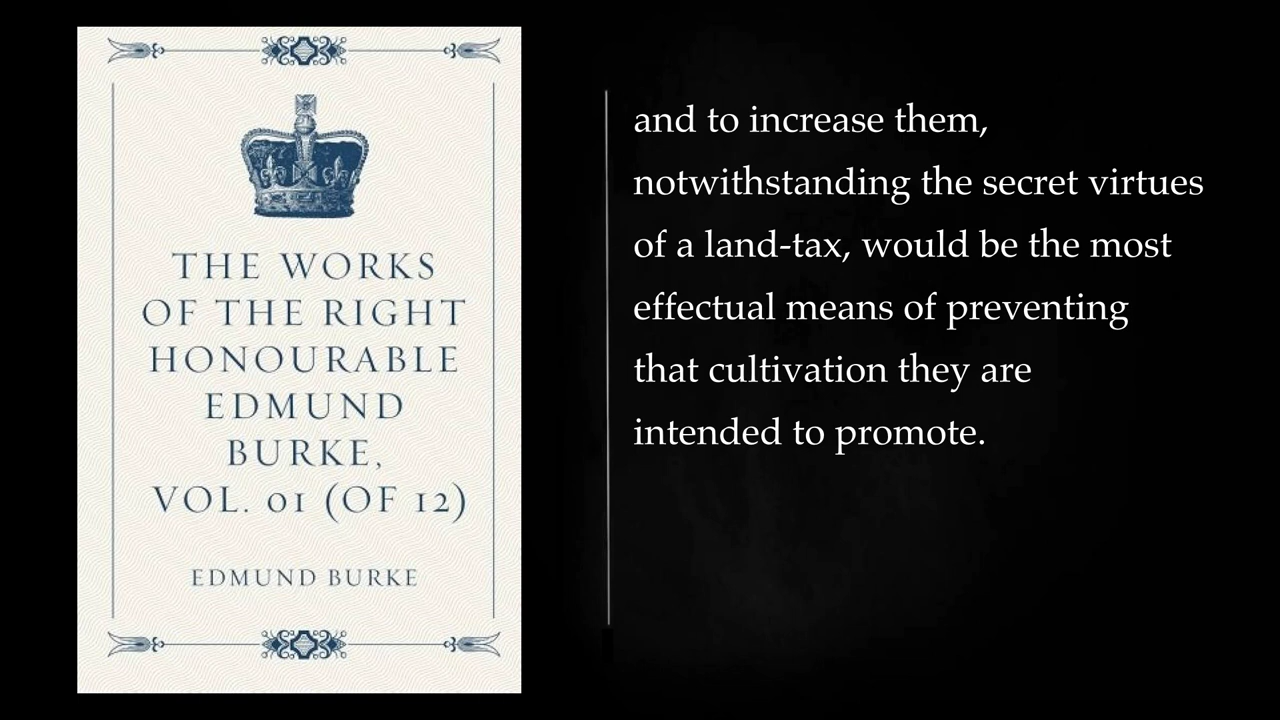 THE WORKS
OF THE RIGHT
HONOURABLE
EDMUND
BURKE,
VOL. 01 (OF 12)
EDMUND BURKE
and to increase them,
notwithstanding the secret virtues
of a land-tax, would be the most
effectual means of preventing
that cultivation they are
intended to promote.